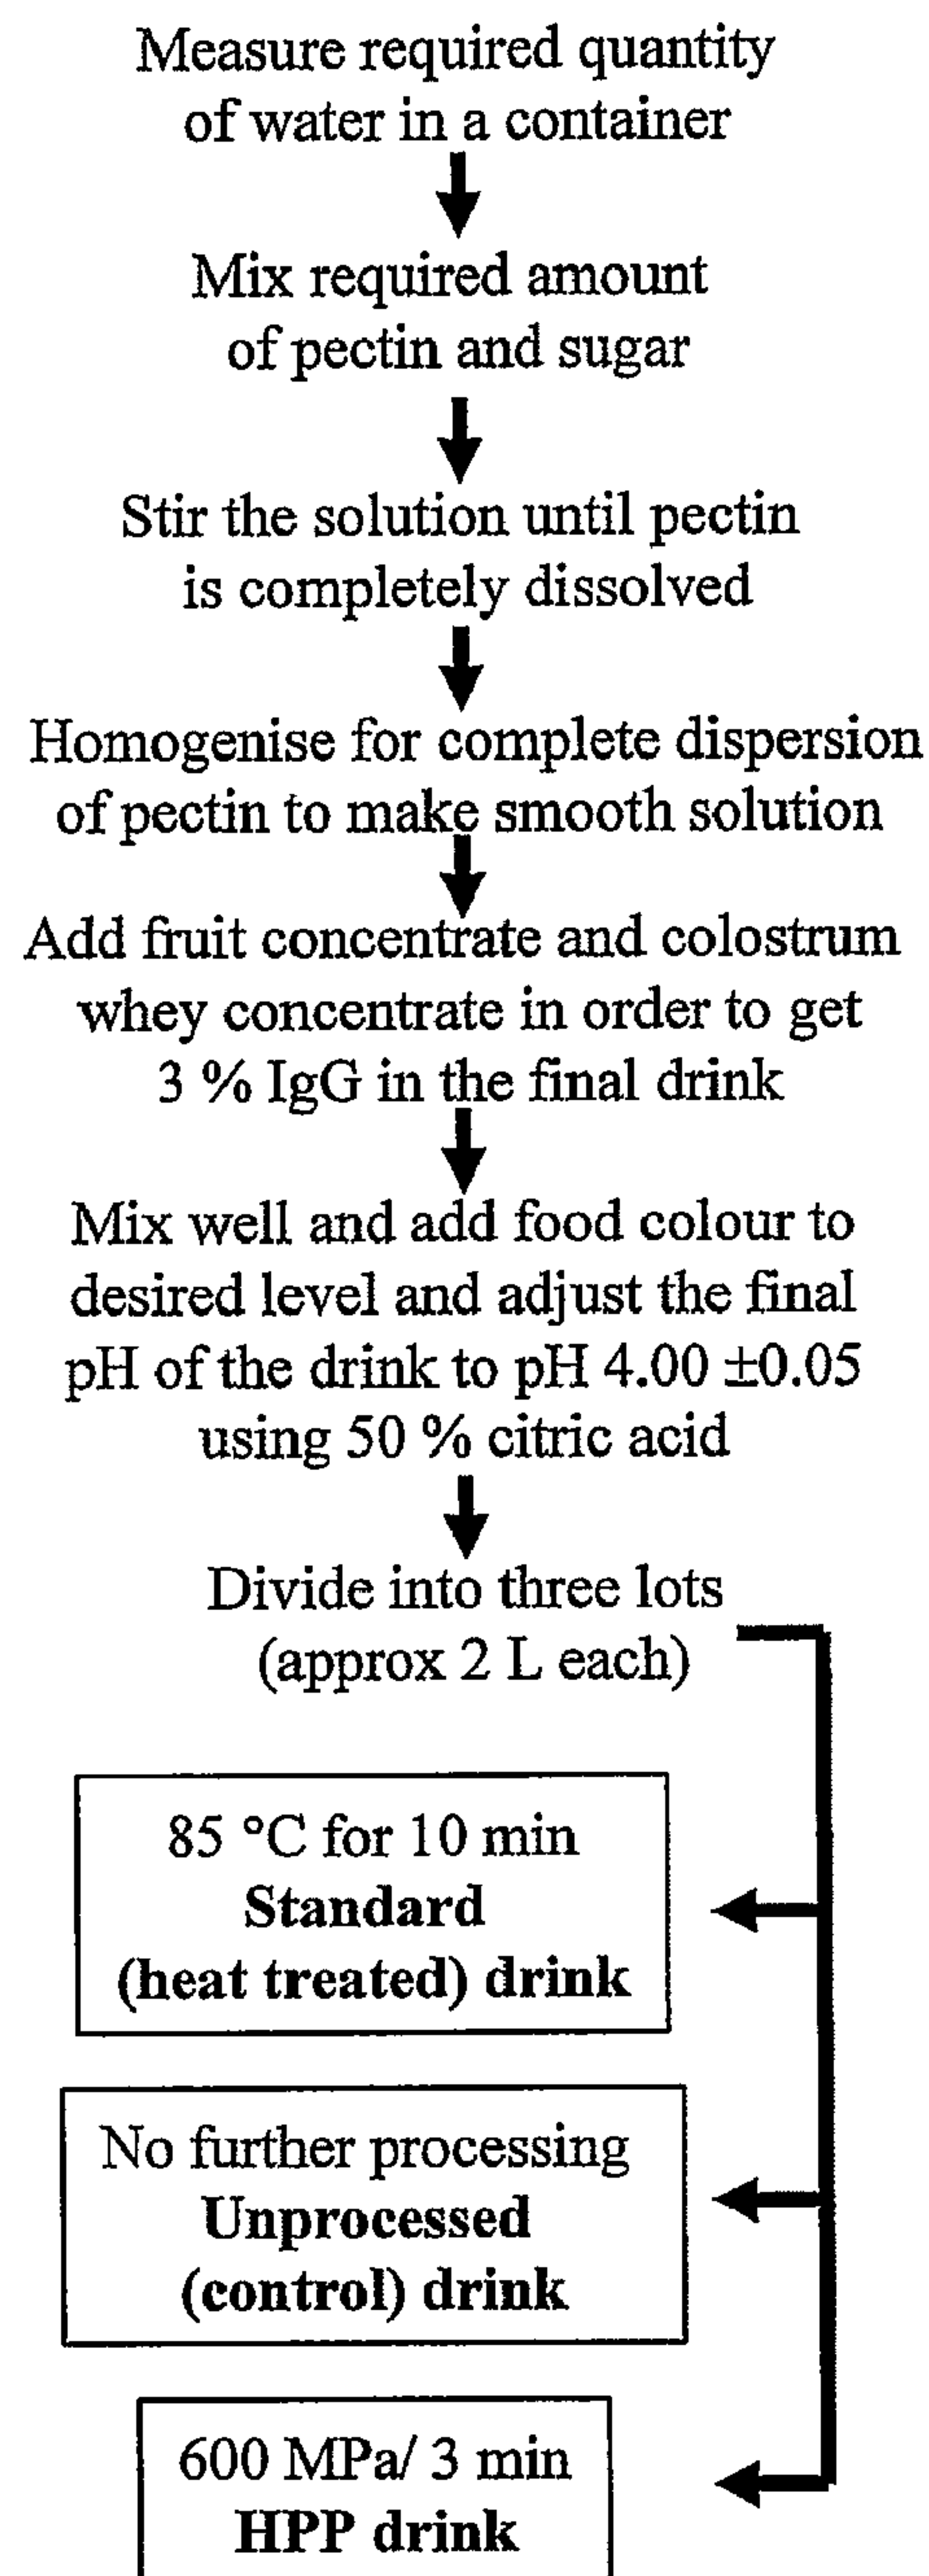 Measure required quantity
of water in a container
Mix required amount
of pectin and sugar
Stir the solution until pectin
is completely dissolved
Homogenise for complete dispersion
of pectin to make smooth solution
Add fruit concentrate and colostrum
whey concentrate in order to get
3 % IgG in the final drink
Mix well and add food colour to
desired level and adjust the final
pH of the drink to pH 4.00 ±0.05
using 50 % citric acid
Divide into three lots
(approx 2 L each)
85 °C for 10 min
Standard
(heat treated) drink
No further processing
Unprocessed
(control) drink
600 MPa/ 3 min
HPP drink